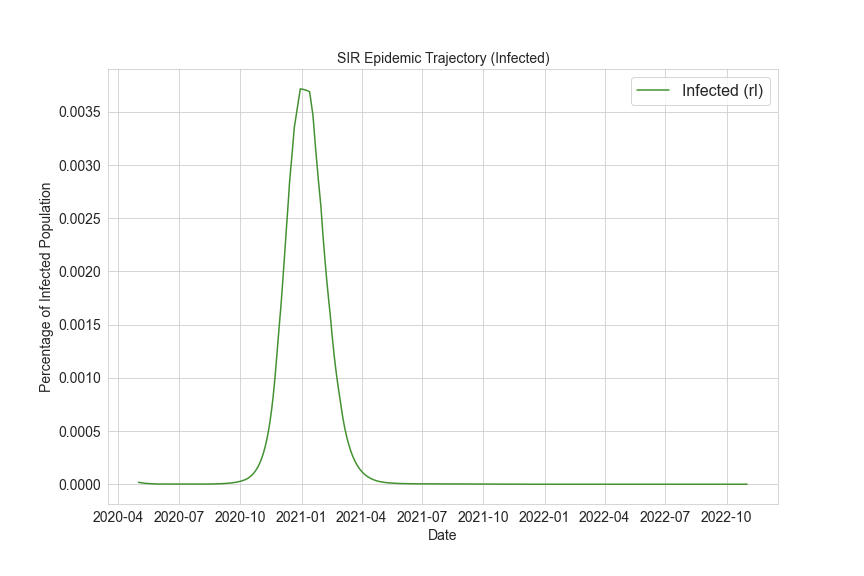 SIR Epidemic Trajectory (Infected)
Infected (rI)
0.0035
0.0030
0.0025
0.0020
0.0015
0.0010
0.0005
0.0000
Percentage of Infected Population
2020-04 2020-07 2020-10 2021-01 2021-04 2021-07 2021-10 2022-01 2022-04 2022-07 2022-10
Date